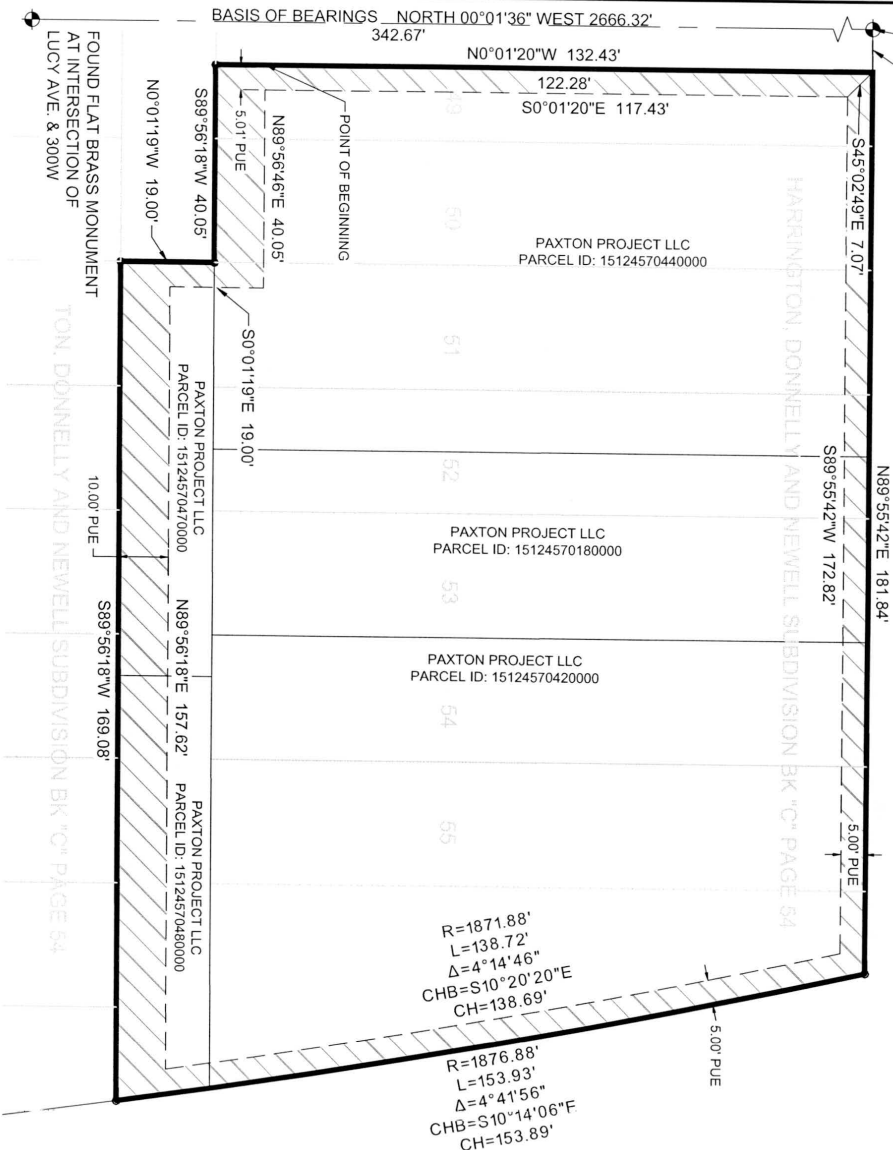 BASIS OF BEARINGS NORTH 00°01'36" WEST 2666.32'
342.67'
N0°01'20"W 132.43'
122.28'
S0°01'20"E 117.43'
FOUND FLAT BRASS MONUMENT
AT INTERSECTION OF
LUCY AVE. & 300W
N0°01'19"W 19.00'
S89°56'18"W 40.05'
5.01' PUE
N89°56'46"E 40.05'
POINT OF BEGINNING
S0°01'19"E 19.00'
S45°02'49"E 7.07'
PAXTON PROJECT LLC
PARCEL ID: 15124570440000
HARRINGTON, DONNELLY AND NEWELL SUBDIVISION BK "C" PAGE 54
N89°55'42"E 181.84'
S89°55'42"W 172.82'
49
50
51
52
53
54
55
PAXTON PROJECT LLC
PARCEL ID: 15124570180000
PAXTON PROJECT LLC
PARCEL ID: 15124570420000
PAXTON PROJECT LLC
PARCEL ID: 15124570470000
N89°56'18"E 157.62'
PAXTON PROJECT LLC
PARCEL ID: 15124570480000
10.00' PUE
S89°56'18"W 169.08'
TON, DONNELLY AND NEWELL SUBDIVISION BK "C" PAGE 54
5.00' PUE
R=1871.88'
L=138.72'
Δ=4°14'46"
CHB=S10°20'20"E
CH=138.69'
5.00' PUE
R=1876.88'
L=153.93'
Δ=4°41'56"
CHB=S10°14'06"E
CH=153.89'